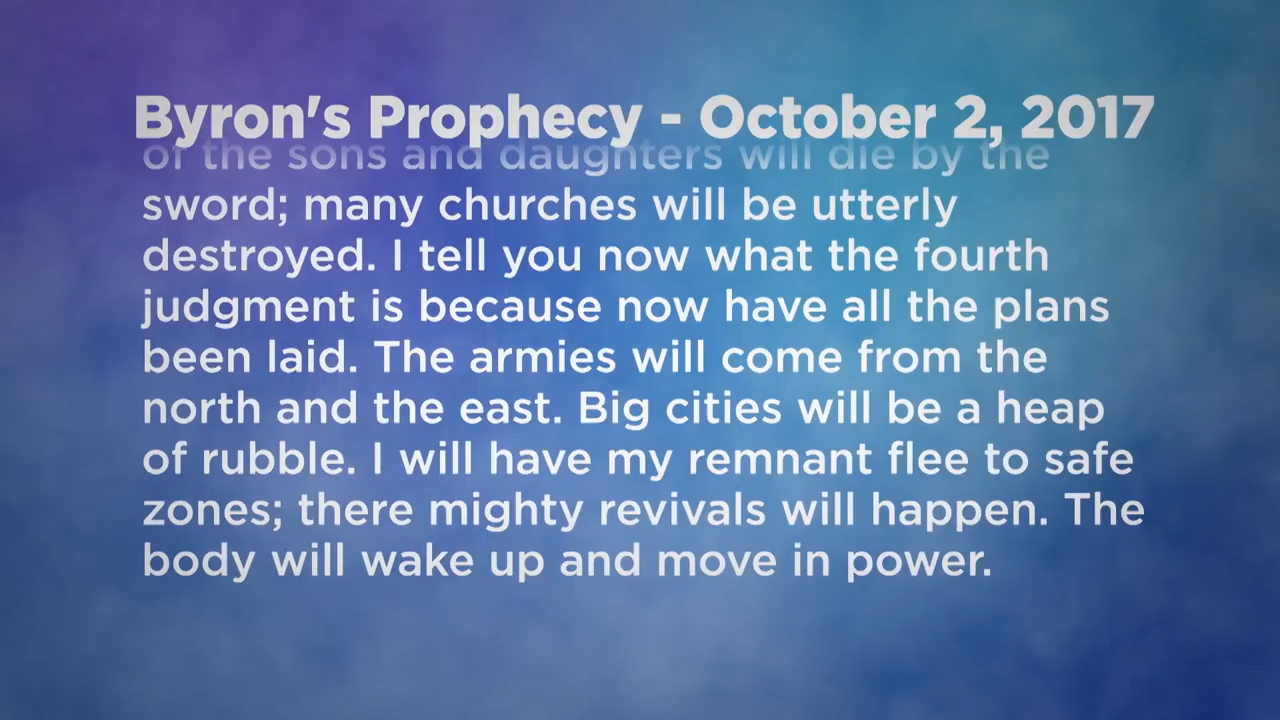 Byron's Prophecy - October 2, 2017
of the sons and daughters will die by the
sword; many churches will be utterly
destroyed. I tell you now what the fourth
judgment is because now have all the plans
been laid. The armies will come from the
north and the east. Big cities will be a heap
of rubble. I will have my remnant flee to safe
zones; there mighty revivals will happen. The
body will wake up and move in power.